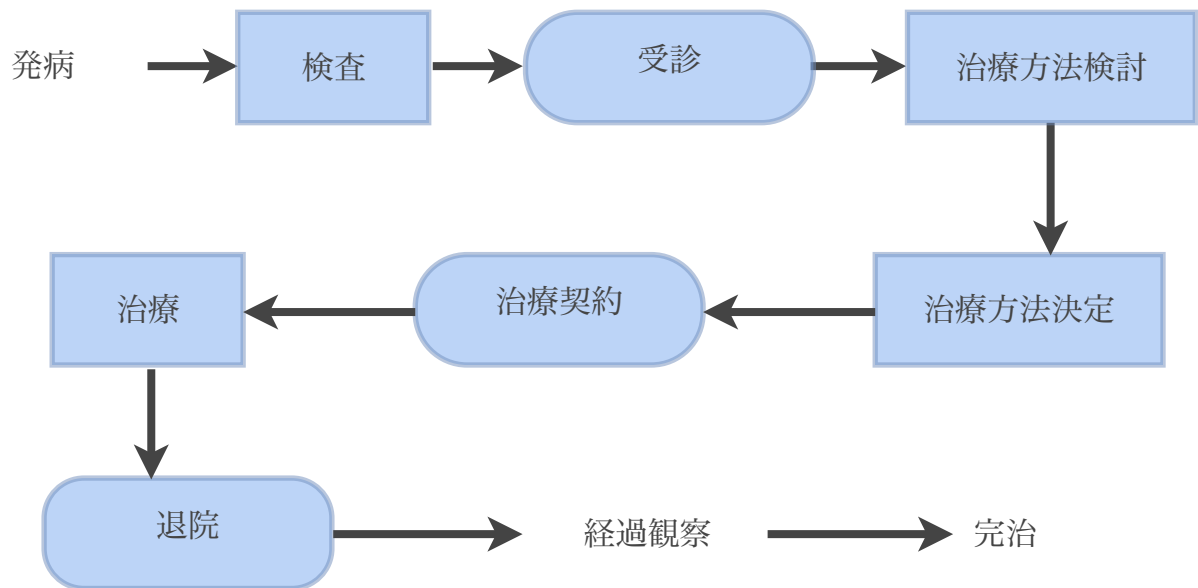 発病
検査
受診
治療方法検討
治療方法決定
治療契約
治療
退院
経過観察
完治